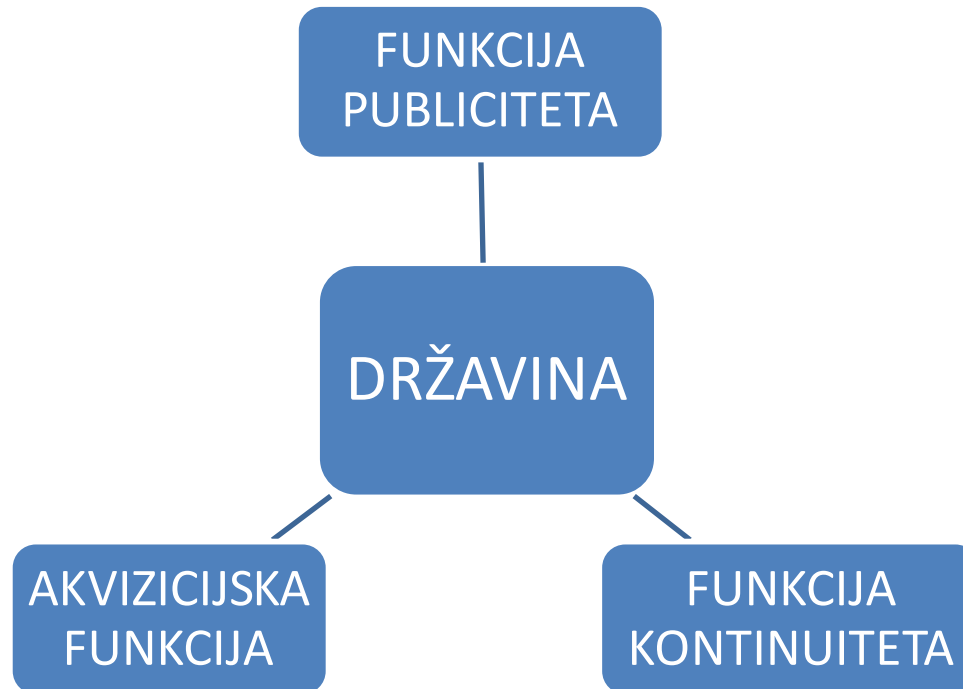 FUNKCIJA
PUBLICITETA
DRŽAVINA
AKVIZICIJSKA
FUNKCIJA
FUNKCIJA
KONTINUITETA